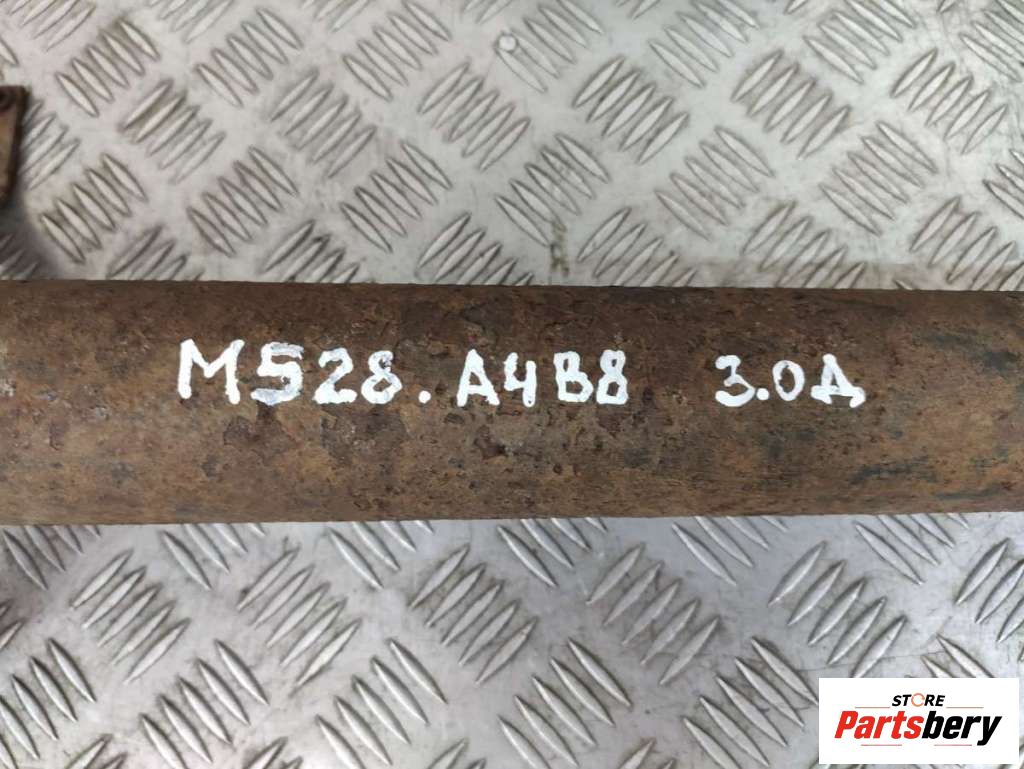 M528. A4B8 3.0Д
STORE
Partsbery